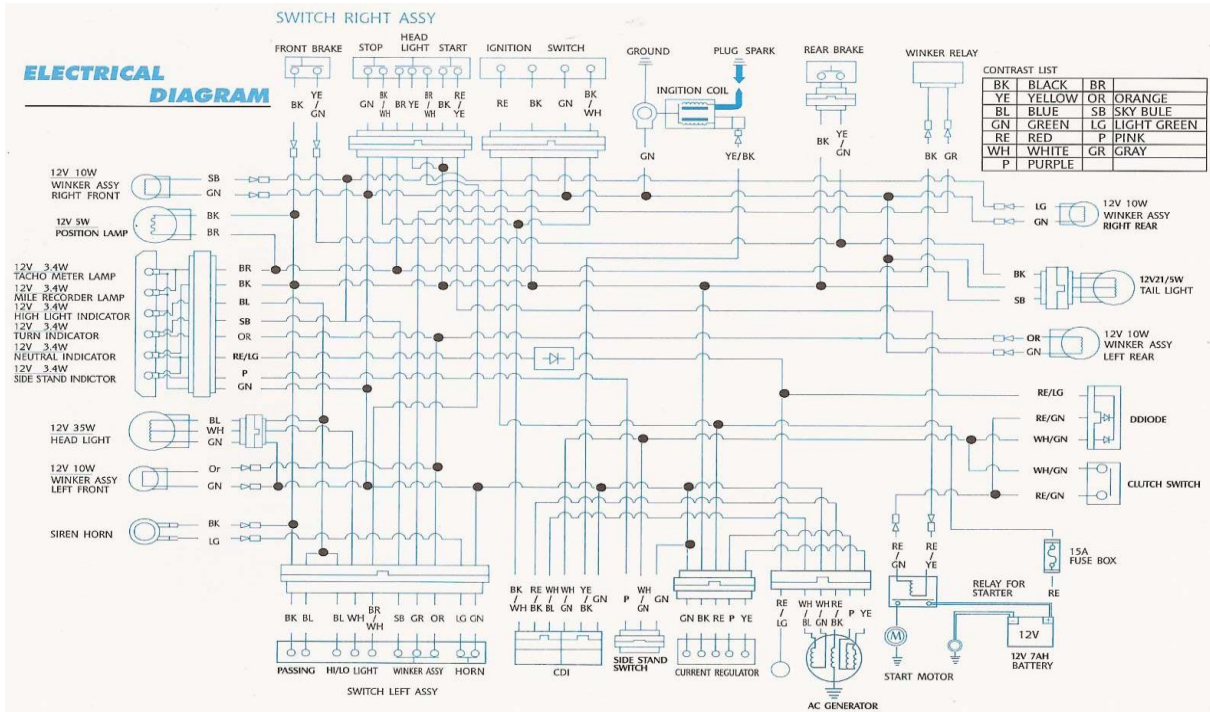 SWITCH RIGHT ASSY
ELECTRICAL
DIAGRAM
FRONT BRAKE STOP HEAD LIGHT START IGNITION SWITCH GROUND PLUG SPARK REAR BRAKE WINKER RELAY
INGITION COIL
BK YE/GN GN BK/WH BR YE BR/WH BK RE/YE RE BK GN BK/WH
GN YE/BK BK YE/GN BK GR
CONTRAST LIST
BK BLACK BR
YE YELLOW OR ORANGE
BL BLUE SB SKY BULE
GN GREEN LG LIGHT GREEN
RE RED P PINK
WH WHITE GR GRAY
P PURPLE
12V 10W
WINKER ASSY
RIGHT FRONT
SB
GN
12V 5W
POSITION LAMP
BK
BR
12V 3.4W
TACHO METER LAMP
12V 3.4W
MILE RECORDER LAMP
12V 3.4W
HIGH LIGHT INDICATOR
12V 3.4W
TURN INDICATOR
12V 3.4W
NEUTRAL INDICATOR
12V 3.4W
SIDE STAND INDICTOR
BR
BK
BL
SB
OR
RE/LG
P
GN
12V 35W
HEAD LIGHT
BL
WH
GN
12V 10W
WINKER ASSY
LEFT FRONT
Or
GN
SIREN HORN
BK
LG
LG
GN
12V 10W
WINKER ASSY
RIGHT REAR
BK
SB
12V21/5W
TAIL LIGHT
OR
GN
12V 10W
WINKER ASSY
LEFT REAR
RE/LG
RE/GN
WH/GN
DDIODE
WH/GN
RE/GN
CLUTCH SWITCH
RE/GN RE/YE
15A
FUSE BOX
RE
RELAY FOR
STARTER
M
START MOTOR
12V
12V 7AH
BATTERY
BK BL BL WH BR/WH SB GR OR LG GN
PASSING HI/LO LIGHT WINKER ASSY HORN
SWITCH LEFT ASSY
BK/WH RE/BK WH/BL WH/GN YE/BK GN
CDI
P WH/GN GN
SIDE STAND
SWITCH
GN BK RE P YE
CURRENT REGULATOR
RE/LG
WH/BL WH/GN RE/BK P YE
AC GENERATOR